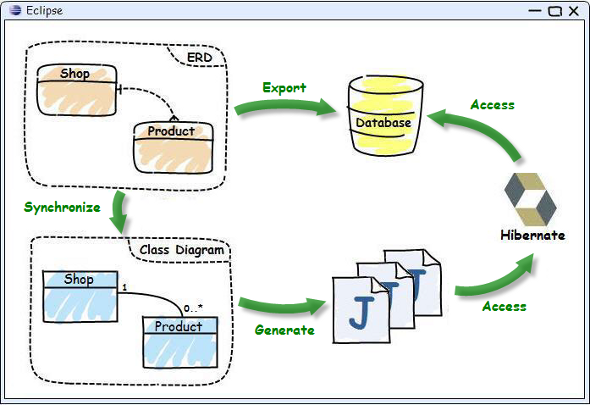 Eclipse
ERD
Shop
Product
Export
Database
Access
Synchronize
Hibernate
Class Diagram
Shop
1
0..*
Product
Generate
J
J
J
Access